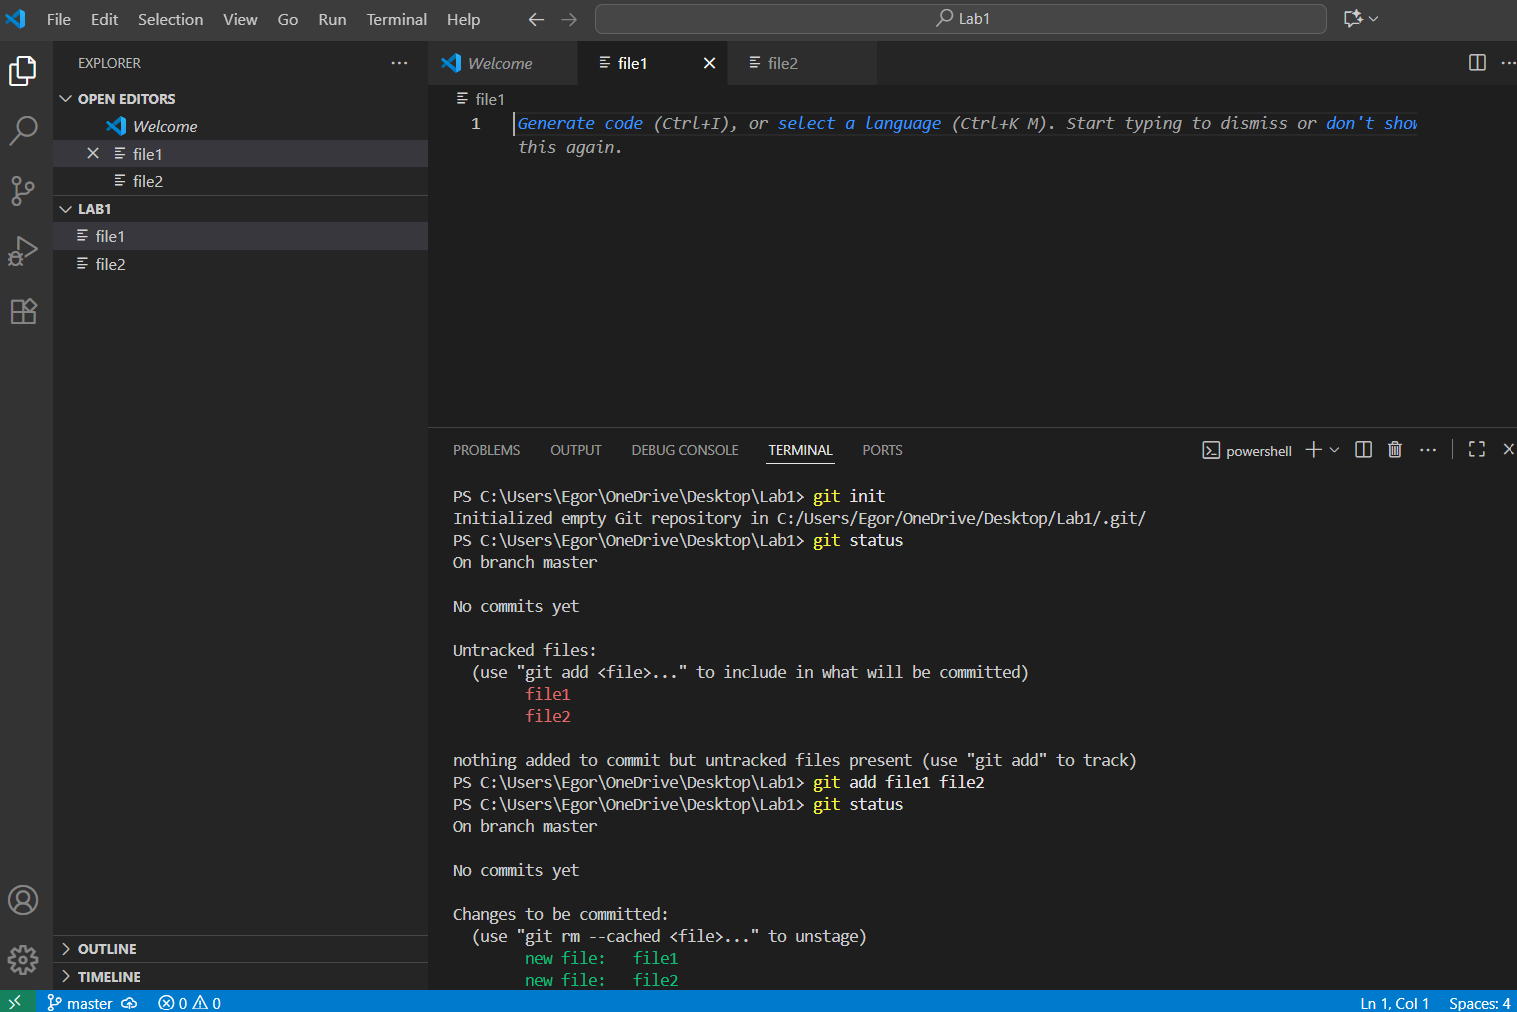 File Edit Selection View Go Run Terminal Help
Lab1
EXPLORER
OPEN EDITORS
Welcome
file1
file2
LAB1
file1
file2
OUTLINE
TIMELINE
Welcome
file1
file2
file1
1
Generate code (Ctrl+I), or select a language (Ctrl+K M). Start typing to dismiss or don't show
this again.
PROBLEMS OUTPUT DEBUG CONSOLE TERMINAL PORTS
powershell
PS C:\Users\Egor\OneDrive\Desktop\Lab1> git init
Initialized empty Git repository in C:/Users/Egor/OneDrive/Desktop/Lab1/.git/
PS C:\Users\Egor\OneDrive\Desktop\Lab1> git status
On branch master
No commits yet
Untracked files:
(use "git add <file>..." to include in what will be committed)
file1
file2
nothing added to commit but untracked files present (use "git add" to track)
PS C:\Users\Egor\OneDrive\Desktop\Lab1> git add file1 file2
PS C:\Users\Egor\OneDrive\Desktop\Lab1> git status
On branch master
No commits yet
Changes to be committed:
(use "git rm --cached <file>..." to unstage)
new file: file1
new file: file2
master
0 0
Ln 1, Col 1
Spaces: 4